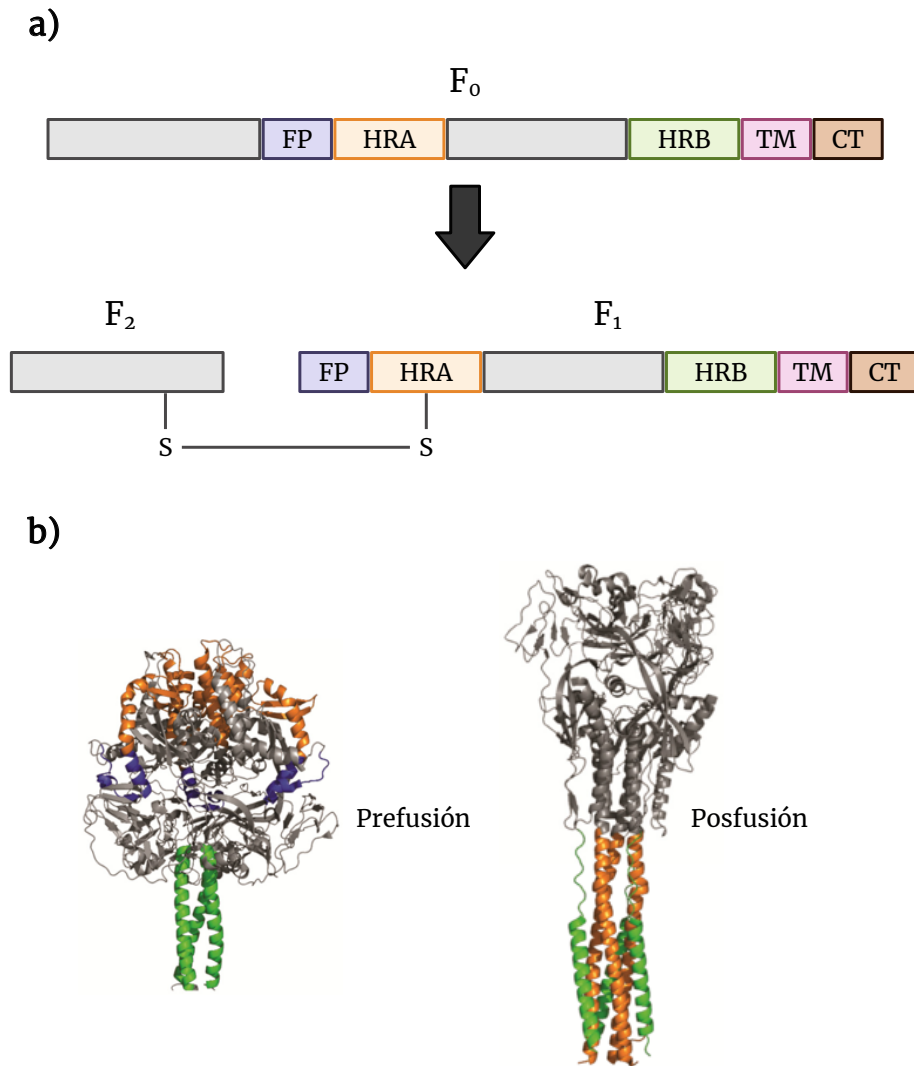 a)
F₀
FP HRA HRB TM CT
F₂ F₁
FP HRA HRB TM CT
S S
b)
Prefusión Posfusión